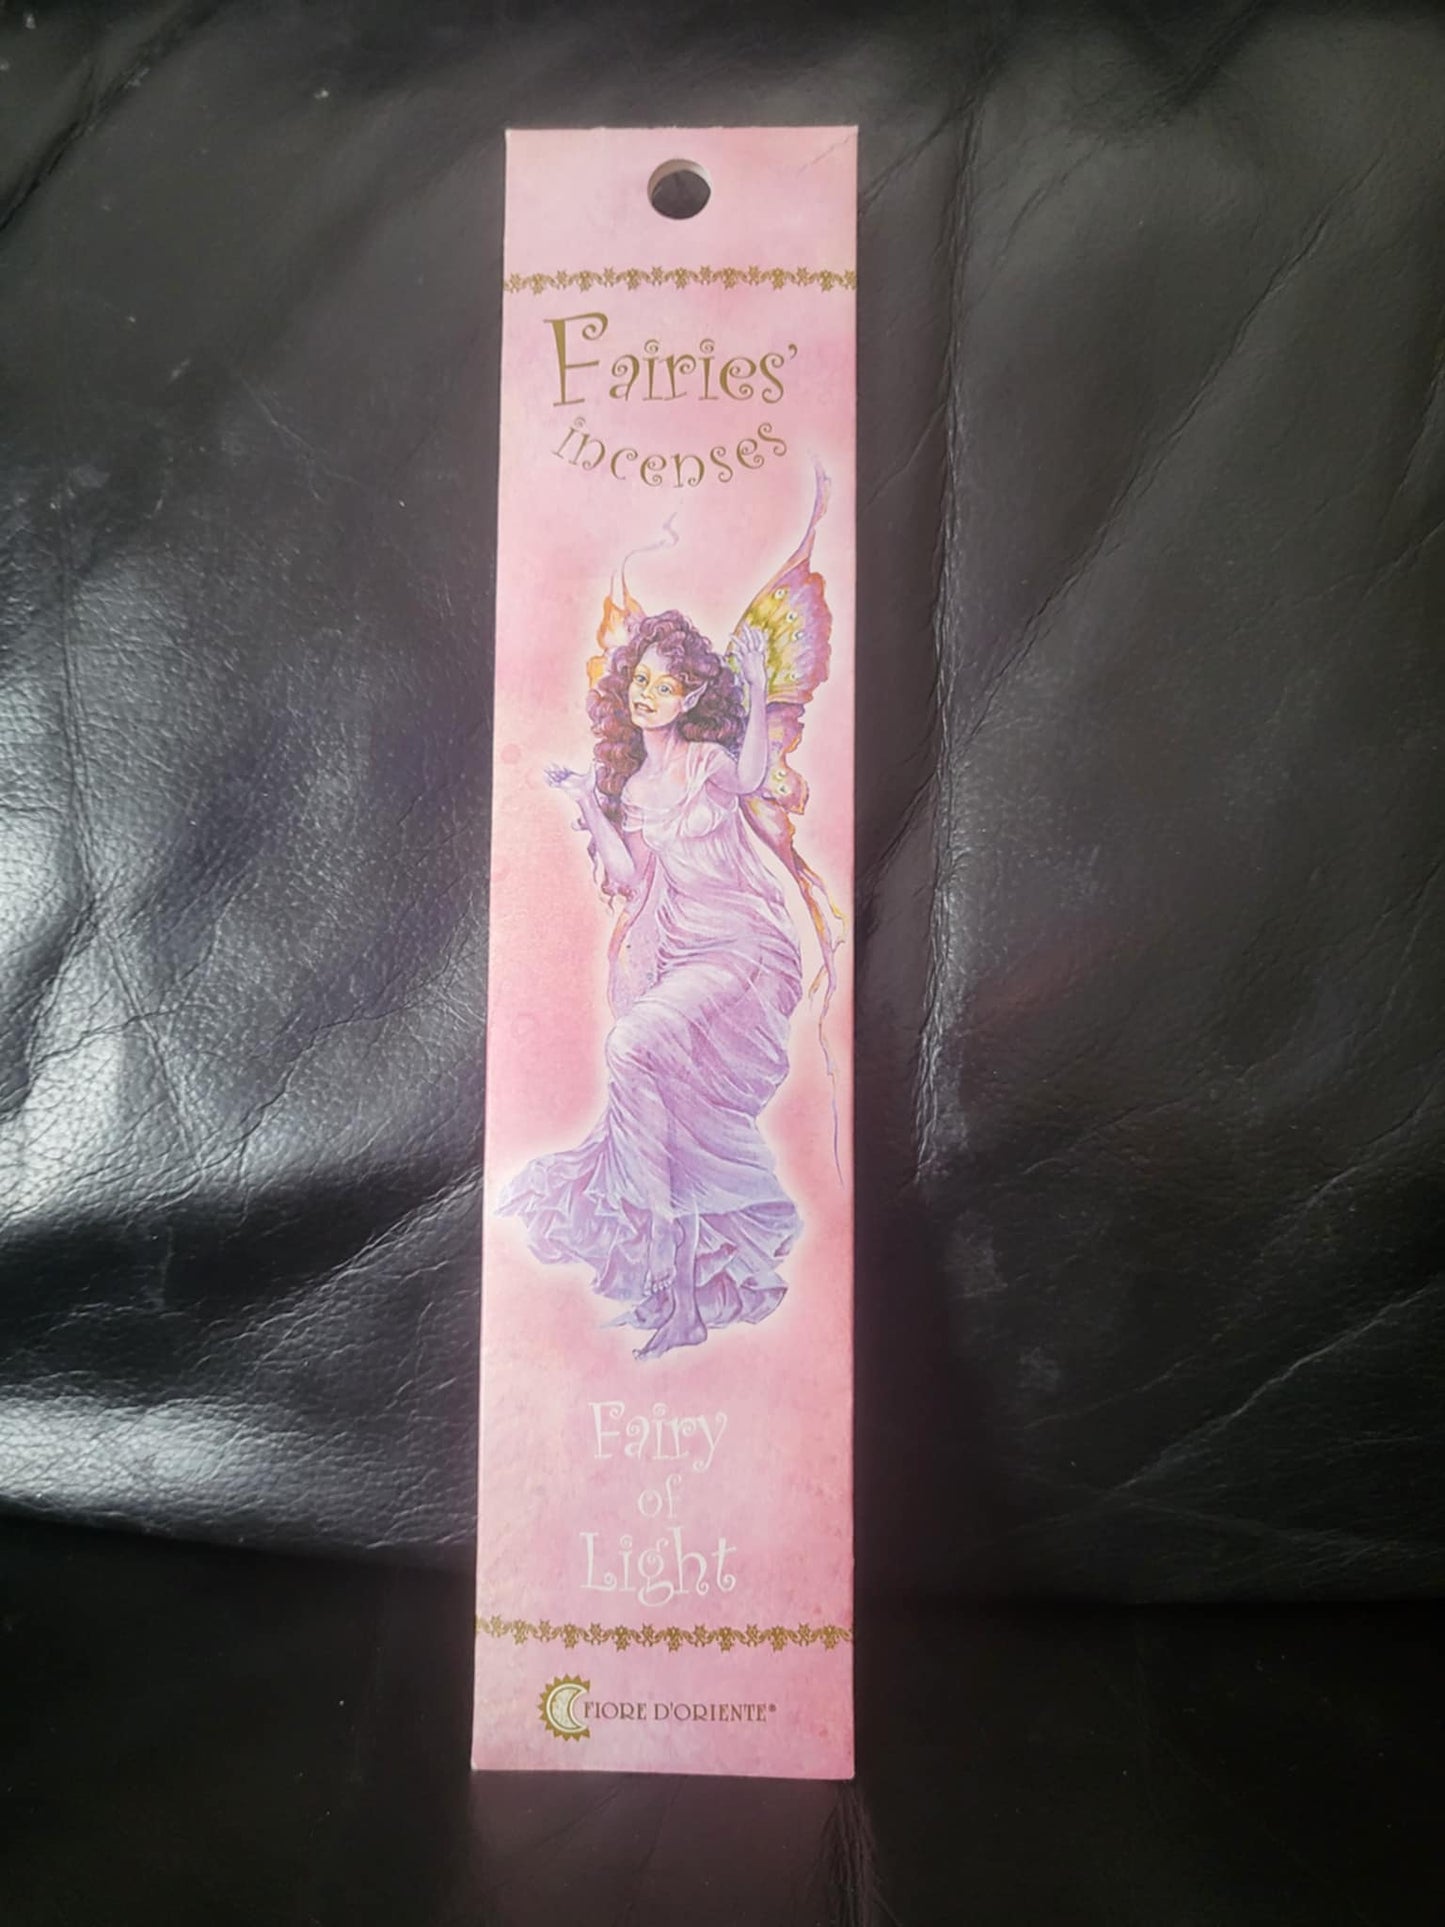 Fairies'
incenses
Fairy
of
Light
FIORE D'ORIENTE®